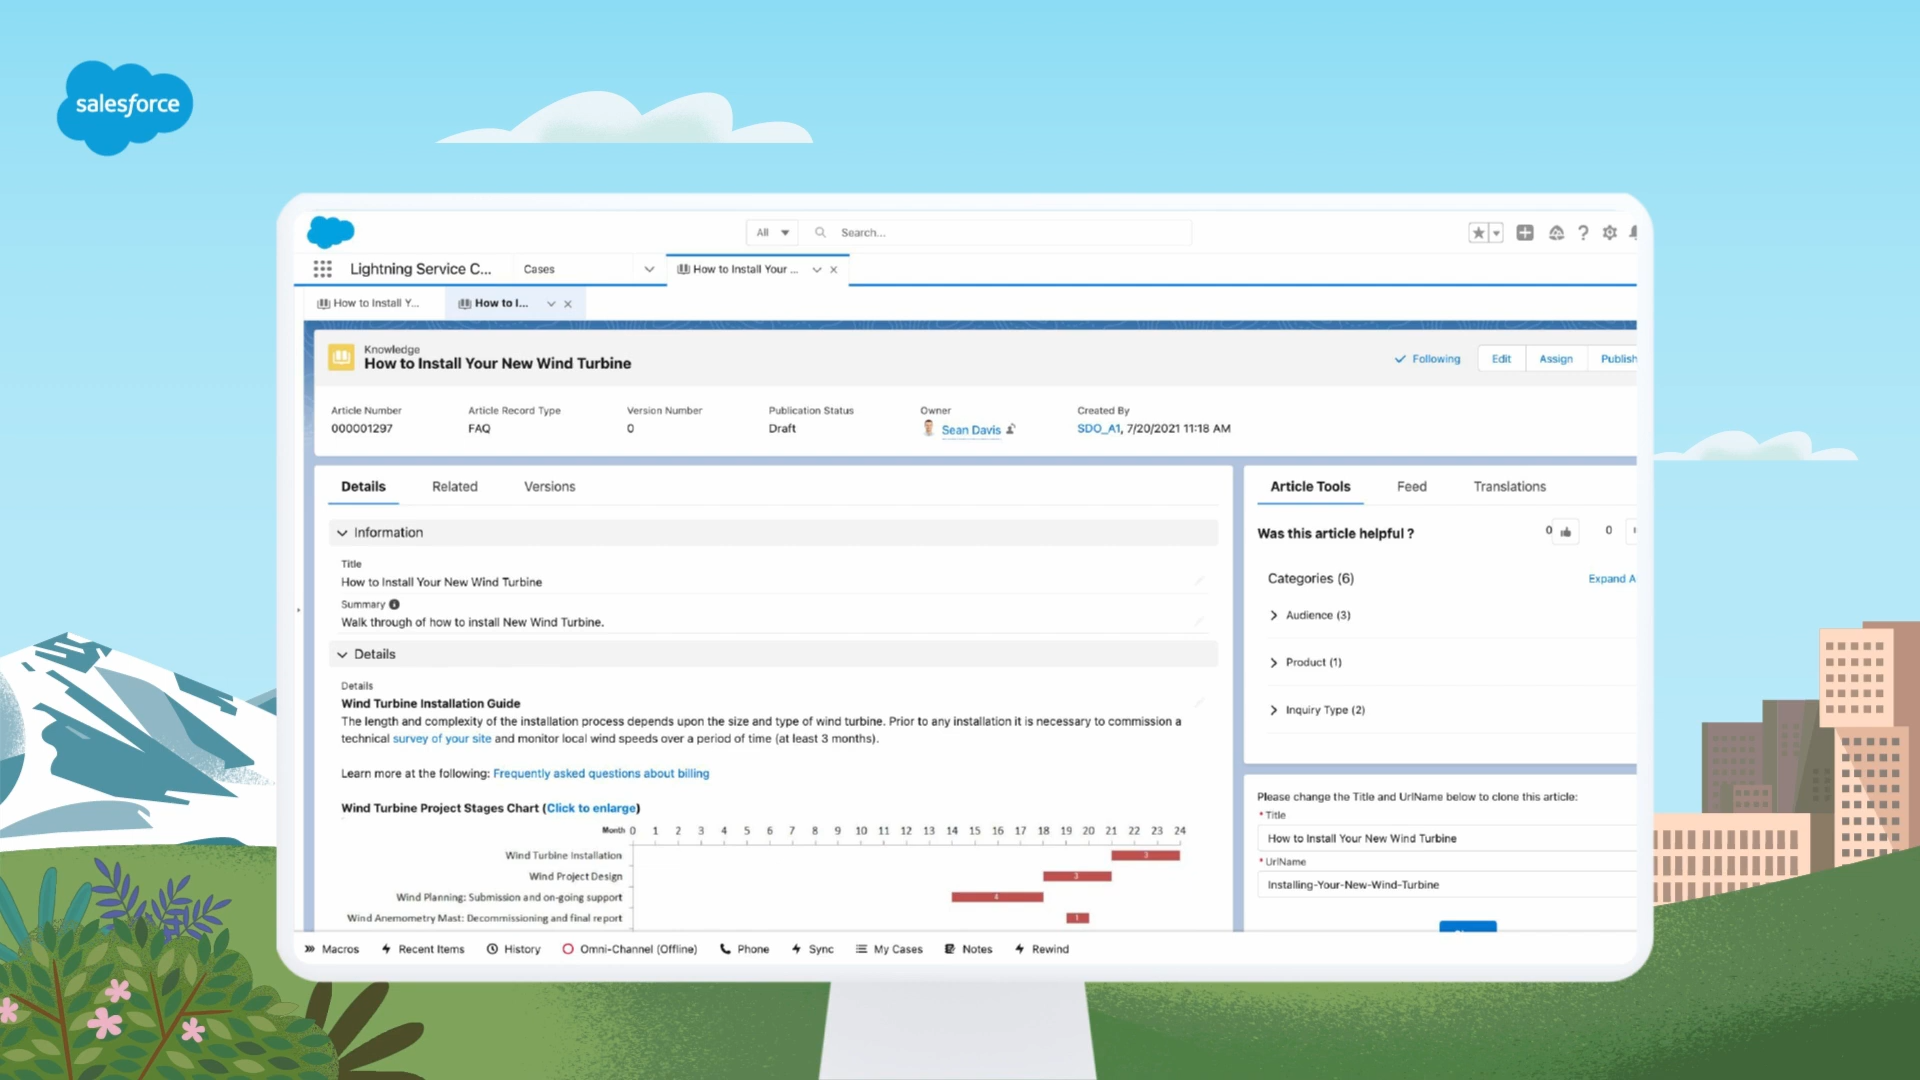 salesforce
All
Search...
Lightning Service C...
Cases
How to Install Your ...
How to Install Y...
How to I...
Knowledge
How to Install Your New Wind Turbine
Following
Edit
Assign
Publish
Article Number
Article Record Type
Version Number
Publication Status
Owner
Created By
000001297
FAQ
0
Draft
Sean Davis
SDO_A1, 7/20/2021 11:18 AM
Details
Related
Versions
Information
Title
How to Install Your New Wind Turbine
Summary
Walk through of how to install New Wind Turbine.
Details
Details
Wind Turbine Installation Guide
The length and complexity of the installation process depends upon the size and type of wind turbine. Prior to any installation it is necessary to commission a
technical survey of your site and monitor local wind speeds over a period of time (at least 3 months).
Learn more at the following: Frequently asked questions about billing
Wind Turbine Project Stages Chart (Click to enlarge)
Month 0 1 2 3 4 5 6 7 8 9 10 11 12 13 14 15 16 17 18 19 20 21 22 23 24
Wind Turbine Installation 3
Wind Project Design 3
Wind Planning: Submission and on-going support 4
Wind Anemometry Mast: Decommissioning and final report 1
Article Tools
Feed
Translations
Was this article helpful ?
0
0
Categories (6)
Expand A
Audience (3)
Product (1)
Inquiry Type (2)
Please change the Title and UrlName below to clone this article:
* Title
How to Install Your New Wind Turbine
* UrlName
Installing-Your-New-Wind-Turbine
Macros
Recent Items
History
Omni-Channel (Offline)
Phone
Sync
My Cases
Notes
Rewind